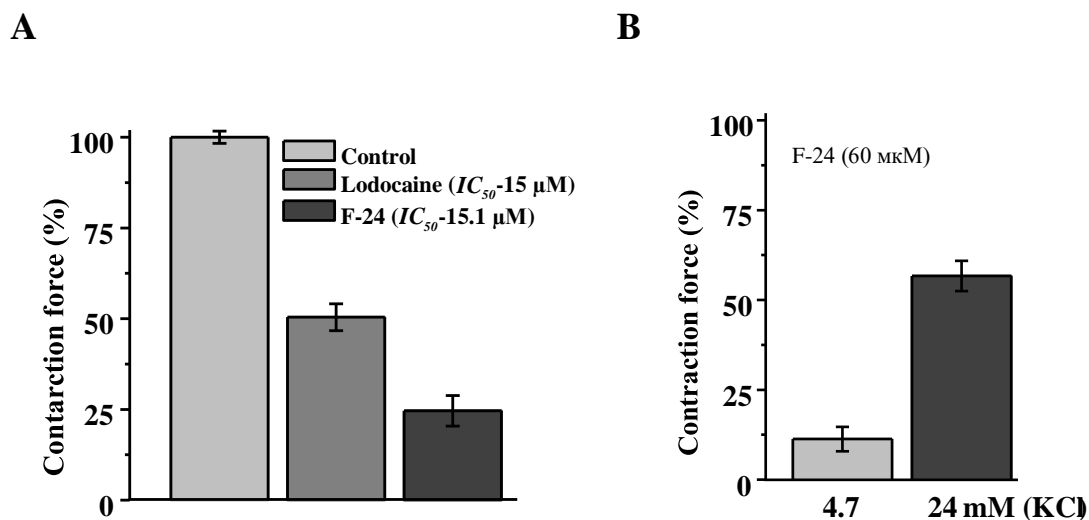 A
Contarction force (%)
100
75
50
25
0
Control
Lodocaine (IC50-15 μM)
F-24 (IC50-15.1 μM)
B
Contraction force (%)
100
75
50
25
0
F-24 (60 мкМ)
4.7
24 mM (KCl)